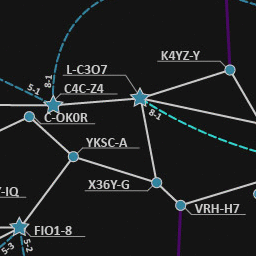 K4YZ-Y
L-C3O7
8-1
5-1
C4C-Z4
8-1
C-OK0R
YKSC-A
X36Y-G
-IQ
VRH-H7
FIO1-8
5-3
5-2